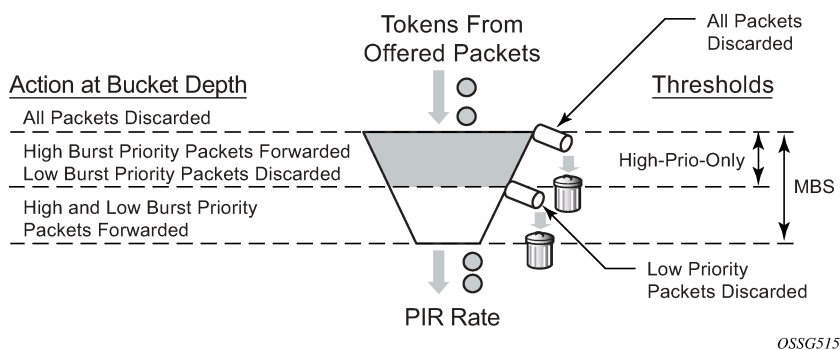 Tokens From
Offered Packets
All Packets
Discarded
Action at Bucket Depth
Thresholds
All Packets Discarded
High Burst Priority Packets Forwarded
Low Burst Priority Packets Discarded
High-Prio-Only
MBS
High and Low Burst Priority
Packets Forwarded
Low Priority
Packets Discarded
PIR Rate
OSSG515